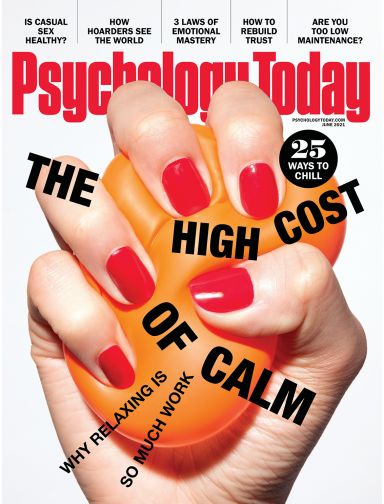 IS CASUAL
SEX
HEALTHY?
HOW
HOARDERS SEE
THE WORLD
3 LAWS OF
EMOTIONAL
MASTERY
HOW TO
REBUILD
TRUST
ARE YOU
TOO LOW
MAINTENANCE?
Psychology Today
PSYCHOLOGYTODAY.COM
JUNE 2021
25
WAYS TO
CHILL
THE
HIGH COST
OF CALM
WHY RELAXING IS
SO MUCH WORK